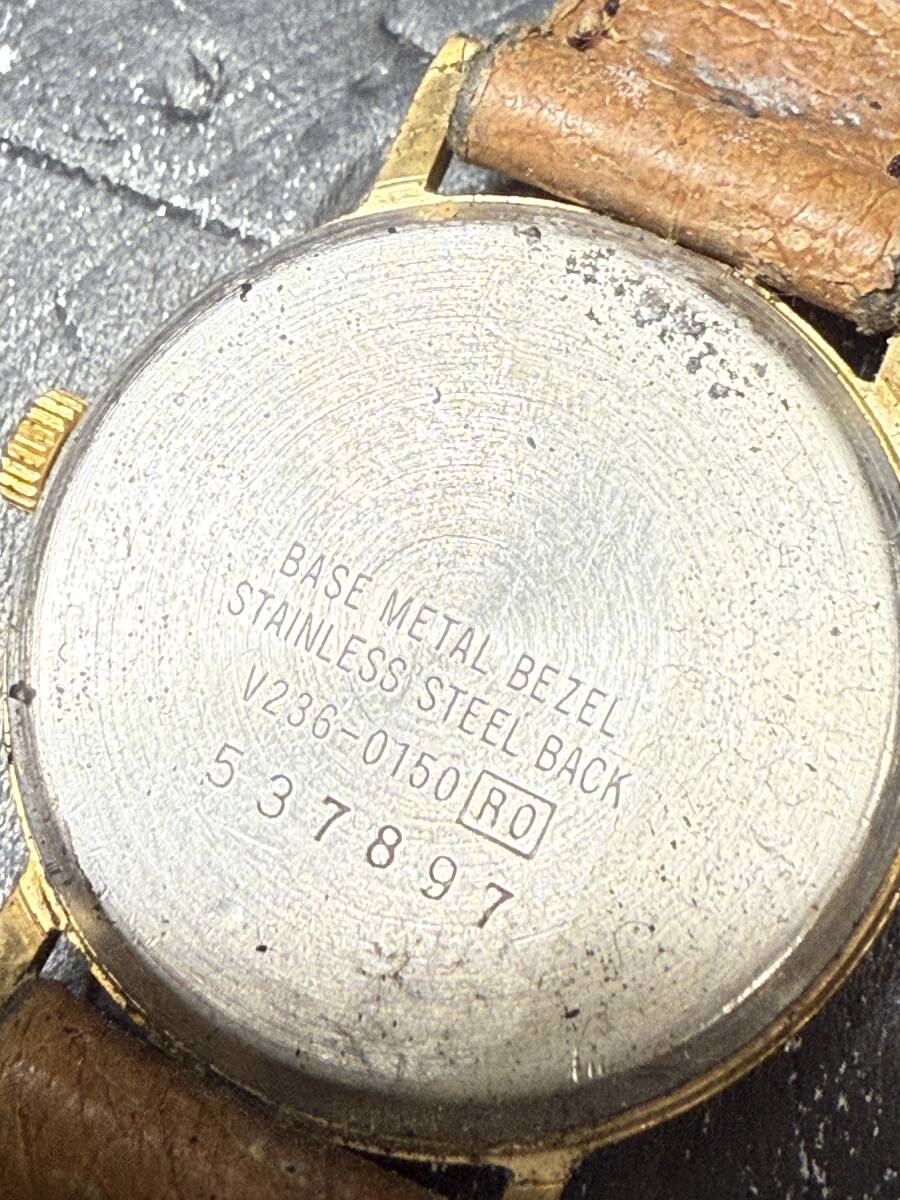 BASE METAL BEZEL
STAINLESS STEEL BACK
V236-0150 RO
537897